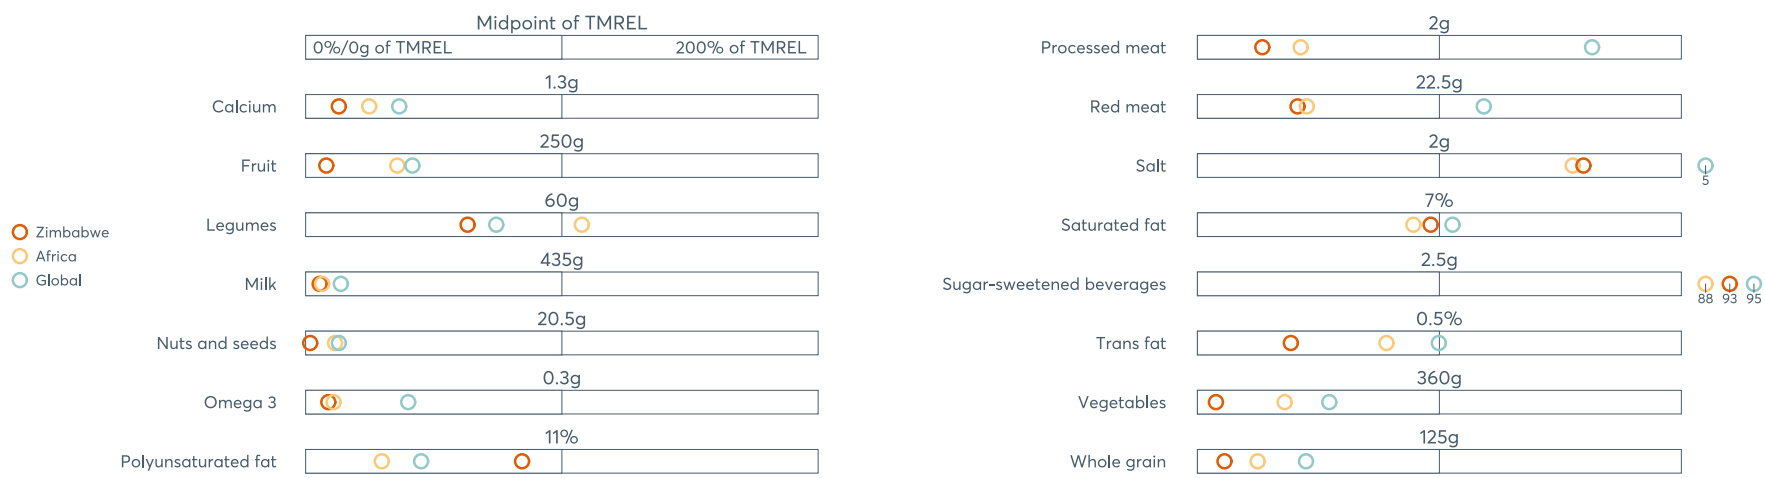 Midpoint of TMREL
0%/0g of TMREL 200% of TMREL
1.3g
Calcium
250g
Fruit
60g
Legumes
435g
Milk
20.5g
Nuts and seeds
0.3g
Omega 3
11%
Polyunsaturated fat
Zimbabwe
Africa
Global
2g
Processed meat
22.5g
Red meat
2g
Salt
5
7%
Saturated fat
2.5g
Sugar-sweetened beverages
88 93 95
0.5%
Trans fat
360g
Vegetables
125g
Whole grain